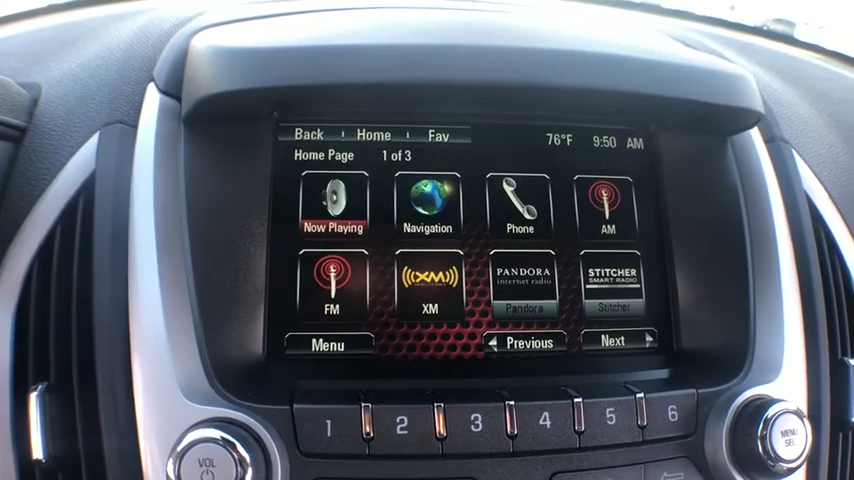 Back Home Fav 76°F 9:50 AM
Home Page 1 of 3
Now Playing Navigation Phone AM
FM
XM
PANDORA
internet radio
Pandora
STITCHER
SMART RADIO
Stitcher
Menu Previous Next
1 2 3 4 5 6
VOL
MENU
SEL